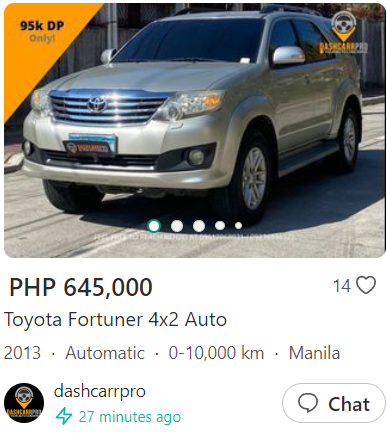 95k DP
Only!
DASHCARRPRO
PHP 645,000
14
Toyota Fortuner 4x2 Auto
2013 · Automatic · 0-10,000 km · Manila
dashcarrpro
27 minutes ago
Chat